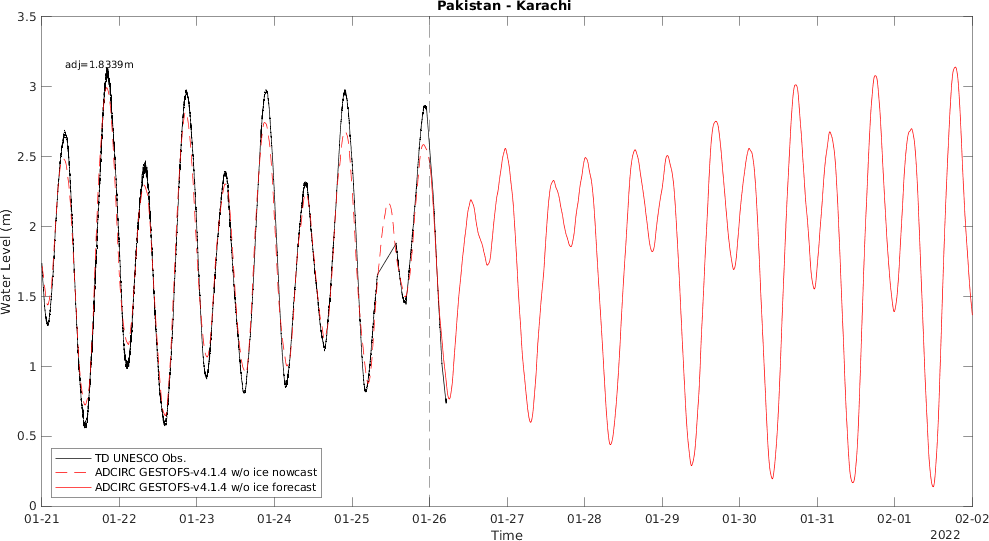 Pakistan - Karachi
3.5
adj=1.8339m
3
2.5
2
1.5
1
0.5
0
Water Level (m)
TD UNESCO Obs.
ADCIRC GESTOFS-v4.1.4 w/o ice nowcast
ADCIRC GESTOFS-v4.1.4 w/o ice forecast
01-21 01-22 01-23 01-24 01-25 01-26 01-27 01-28 01-29 01-30 01-31 02-01 02-02
Time
2022